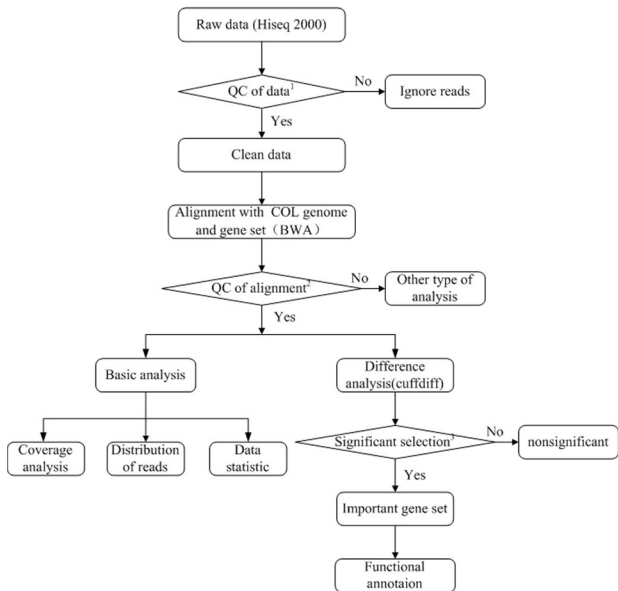 Raw data (Hiseq 2000)
QC of data¹
No
Ignore reads
Yes
Clean data
Alignment with COL genome
and gene set（BWA）
QC of alignment²
No
Other type of
analysis
Yes
Basic analysis
Difference
analysis(cuffdiff)
Coverage
analysis
Distribution
of reads
Data
statistic
Significant selection³
No
nonsignificant
Yes
Important gene set
Functional
annotaion